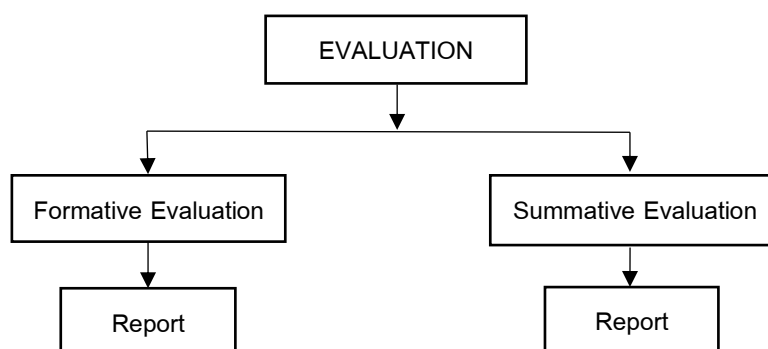 EVALUATION
Formative Evaluation
Summative Evaluation
Report
Report